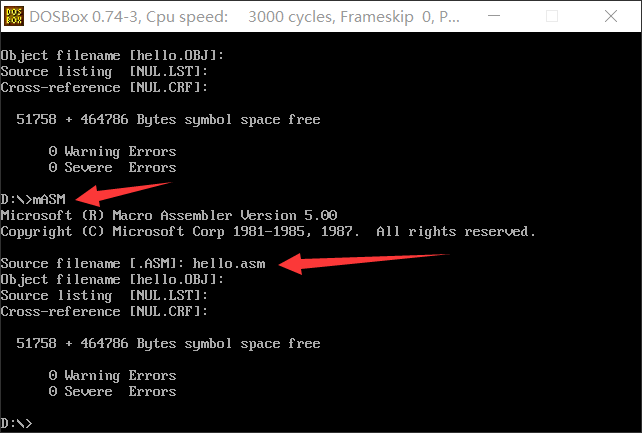 DOS
BOX
DOSBox 0.74-3, Cpu speed: 3000 cycles, Frameskip 0, P...
Object filename [hello.OBJ]:
Source listing [NUL.LST]:
Cross-reference [NUL.CRF]:
51758 + 464786 Bytes symbol space free
0 Warning Errors
0 Severe Errors
D:\>mASM
Microsoft (R) Macro Assembler Version 5.00
Copyright (C) Microsoft Corp 1981-1985, 1987. All rights reserved.
Source filename [.ASM]: hello.asm
Object filename [hello.OBJ]:
Source listing [NUL.LST]:
Cross-reference [NUL.CRF]:
51758 + 464786 Bytes symbol space free
0 Warning Errors
0 Severe Errors
D:\>